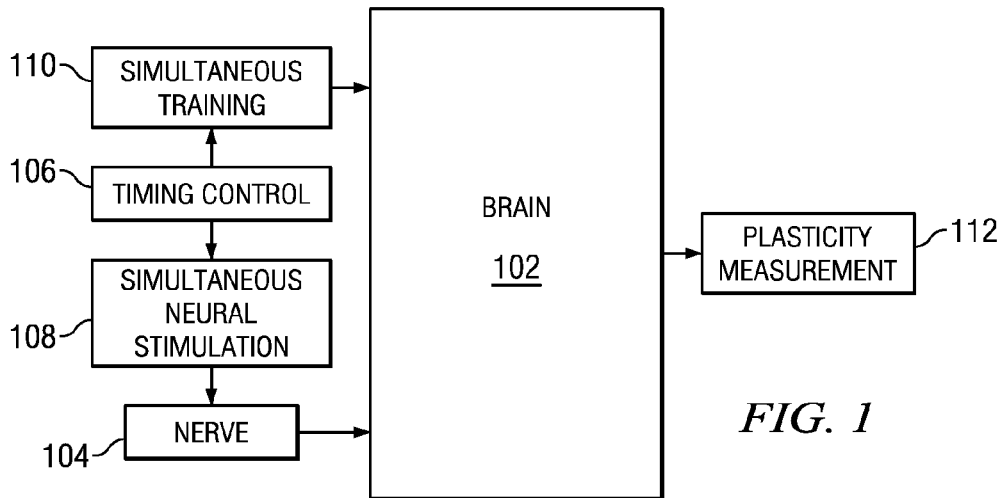 110
SIMULTANEOUS
TRAINING
106
TIMING CONTROL
108
SIMULTANEOUS
NEURAL
STIMULATION
104
NERVE
BRAIN
102
PLASTICITY
MEASUREMENT
112
FIG. 1